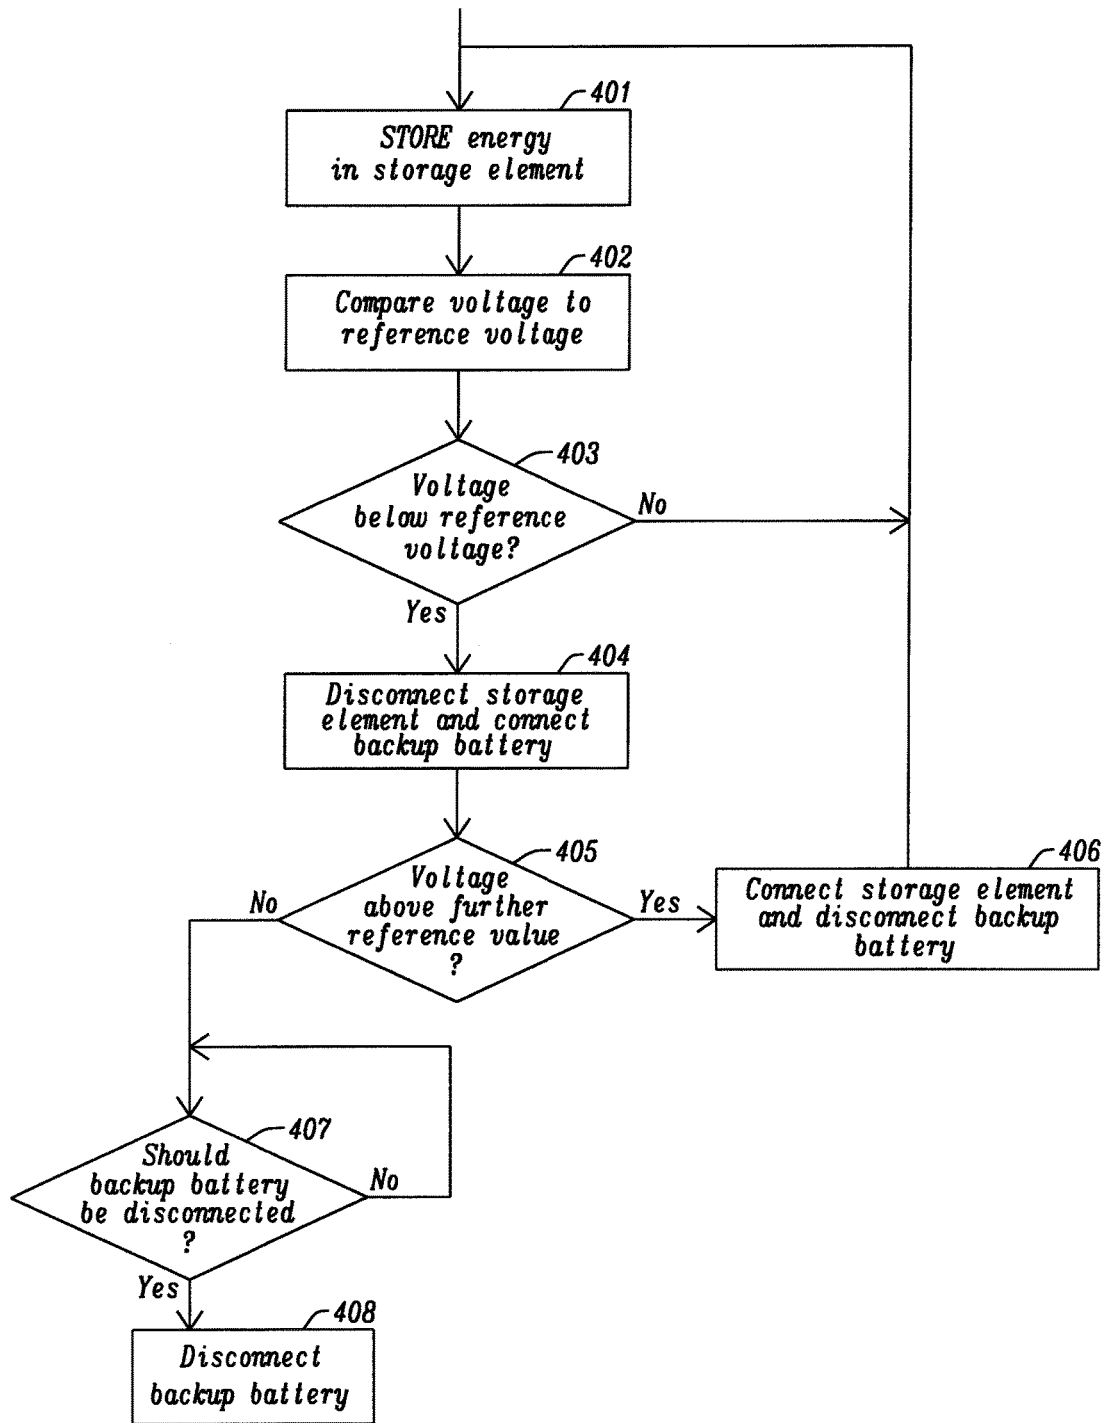 401
STORE energy
in storage element
402
Compare voltage to
reference voltage
403
Voltage
below reference
voltage?
No
Yes
404
Disconnect storage
element and connect
backup battery
405
Voltage
above further
reference value
?
No
Yes
406
Connect storage element
and disconnect backup
battery
407
Should
backup battery
be disconnected
?
No
Yes
408
Disconnect
backup battery